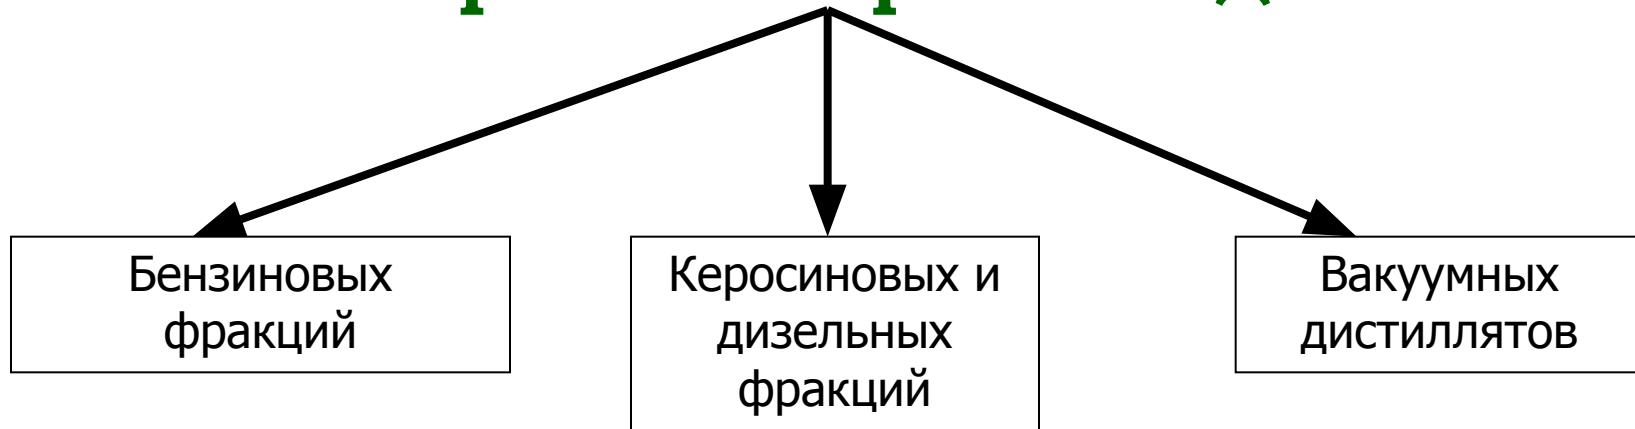 Бензиновых
фракций
Керосиновых и
дизельных
фракций
Вакуумных
дистиллятов